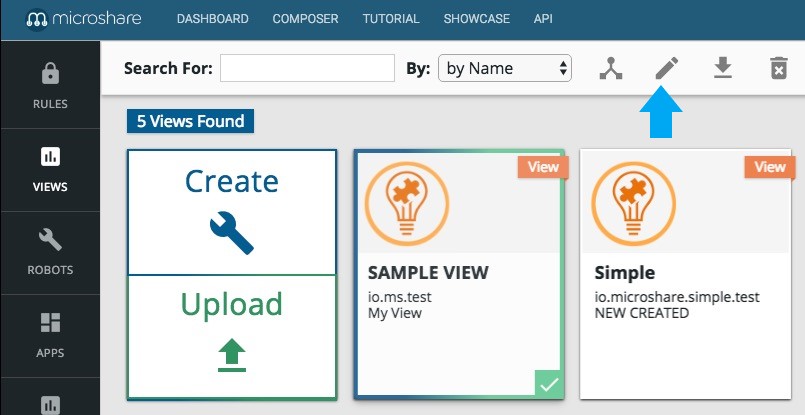 microshare DASHBOARD COMPOSER TUTORIAL SHOWCASE API
Search For: By: by Name
RULES
5 Views Found
VIEWS
Create
Upload
View
SAMPLE VIEW
io.ms.test
My View
View
Simple
io.microshare.simple.test
NEW CREATED
ROBOTS
APPS